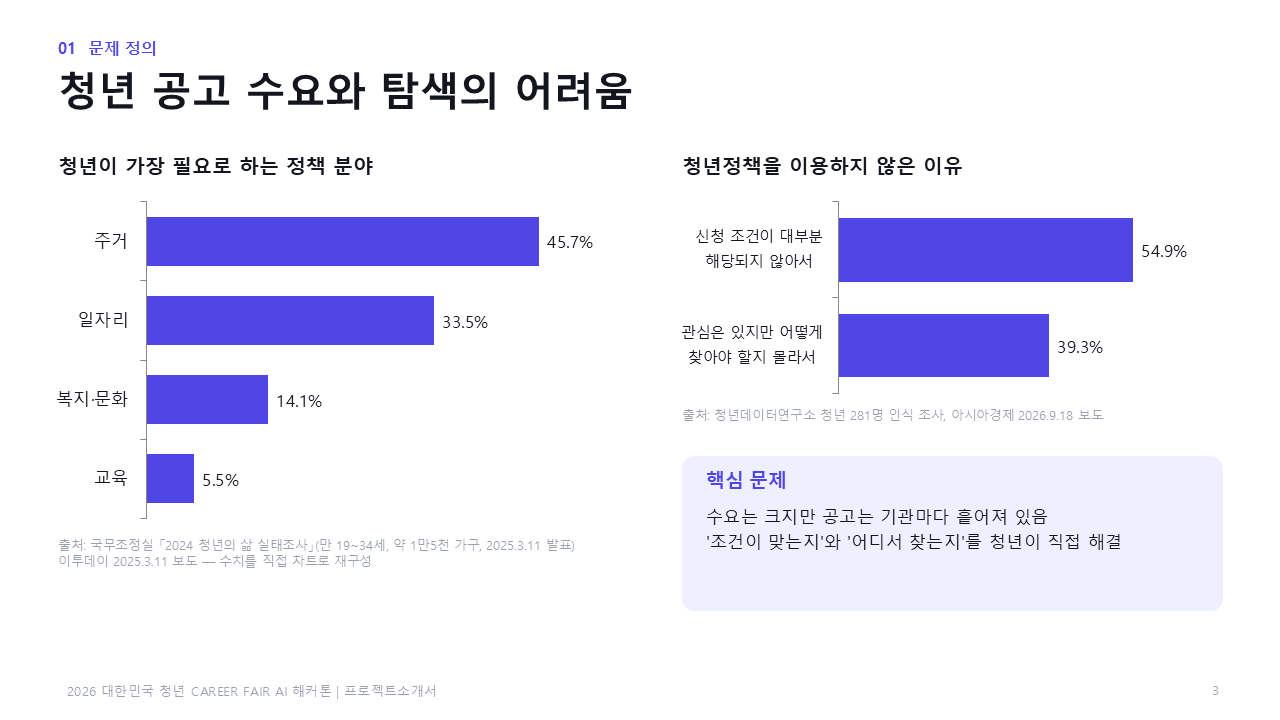 01 문제 정의
청년 공고 수요와 탐색의 어려움
청년이 가장 필요로 하는 정책 분야
주거
45.7%
일자리
33.5%
복지·문화
14.1%
교육
5.5%
출처: 국무조정실 「2024 청년의 삶 실태조사」(만 19~34세, 약 1만5천 가구, 2025.3.11 발표)
이투데이 2025.3.11 보도 — 수치를 직접 차트로 재구성
청년정책을 이용하지 않은 이유
신청 조건이 대부분
해당되지 않아서
54.9%
관심은 있지만 어떻게
찾아야 할지 몰라서
39.3%
출처: 청년데이터연구소 청년 281명 인식 조사, 아시아경제 2026.9.18 보도
핵심 문제
수요는 크지만 공고는 기관마다 흩어져 있음
'조건이 맞는지'와 '어디서 찾는지'를 청년이 직접 해결
2026 대한민국 청년 CAREER FAIR AI 해커톤 | 프로젝트소개서
3